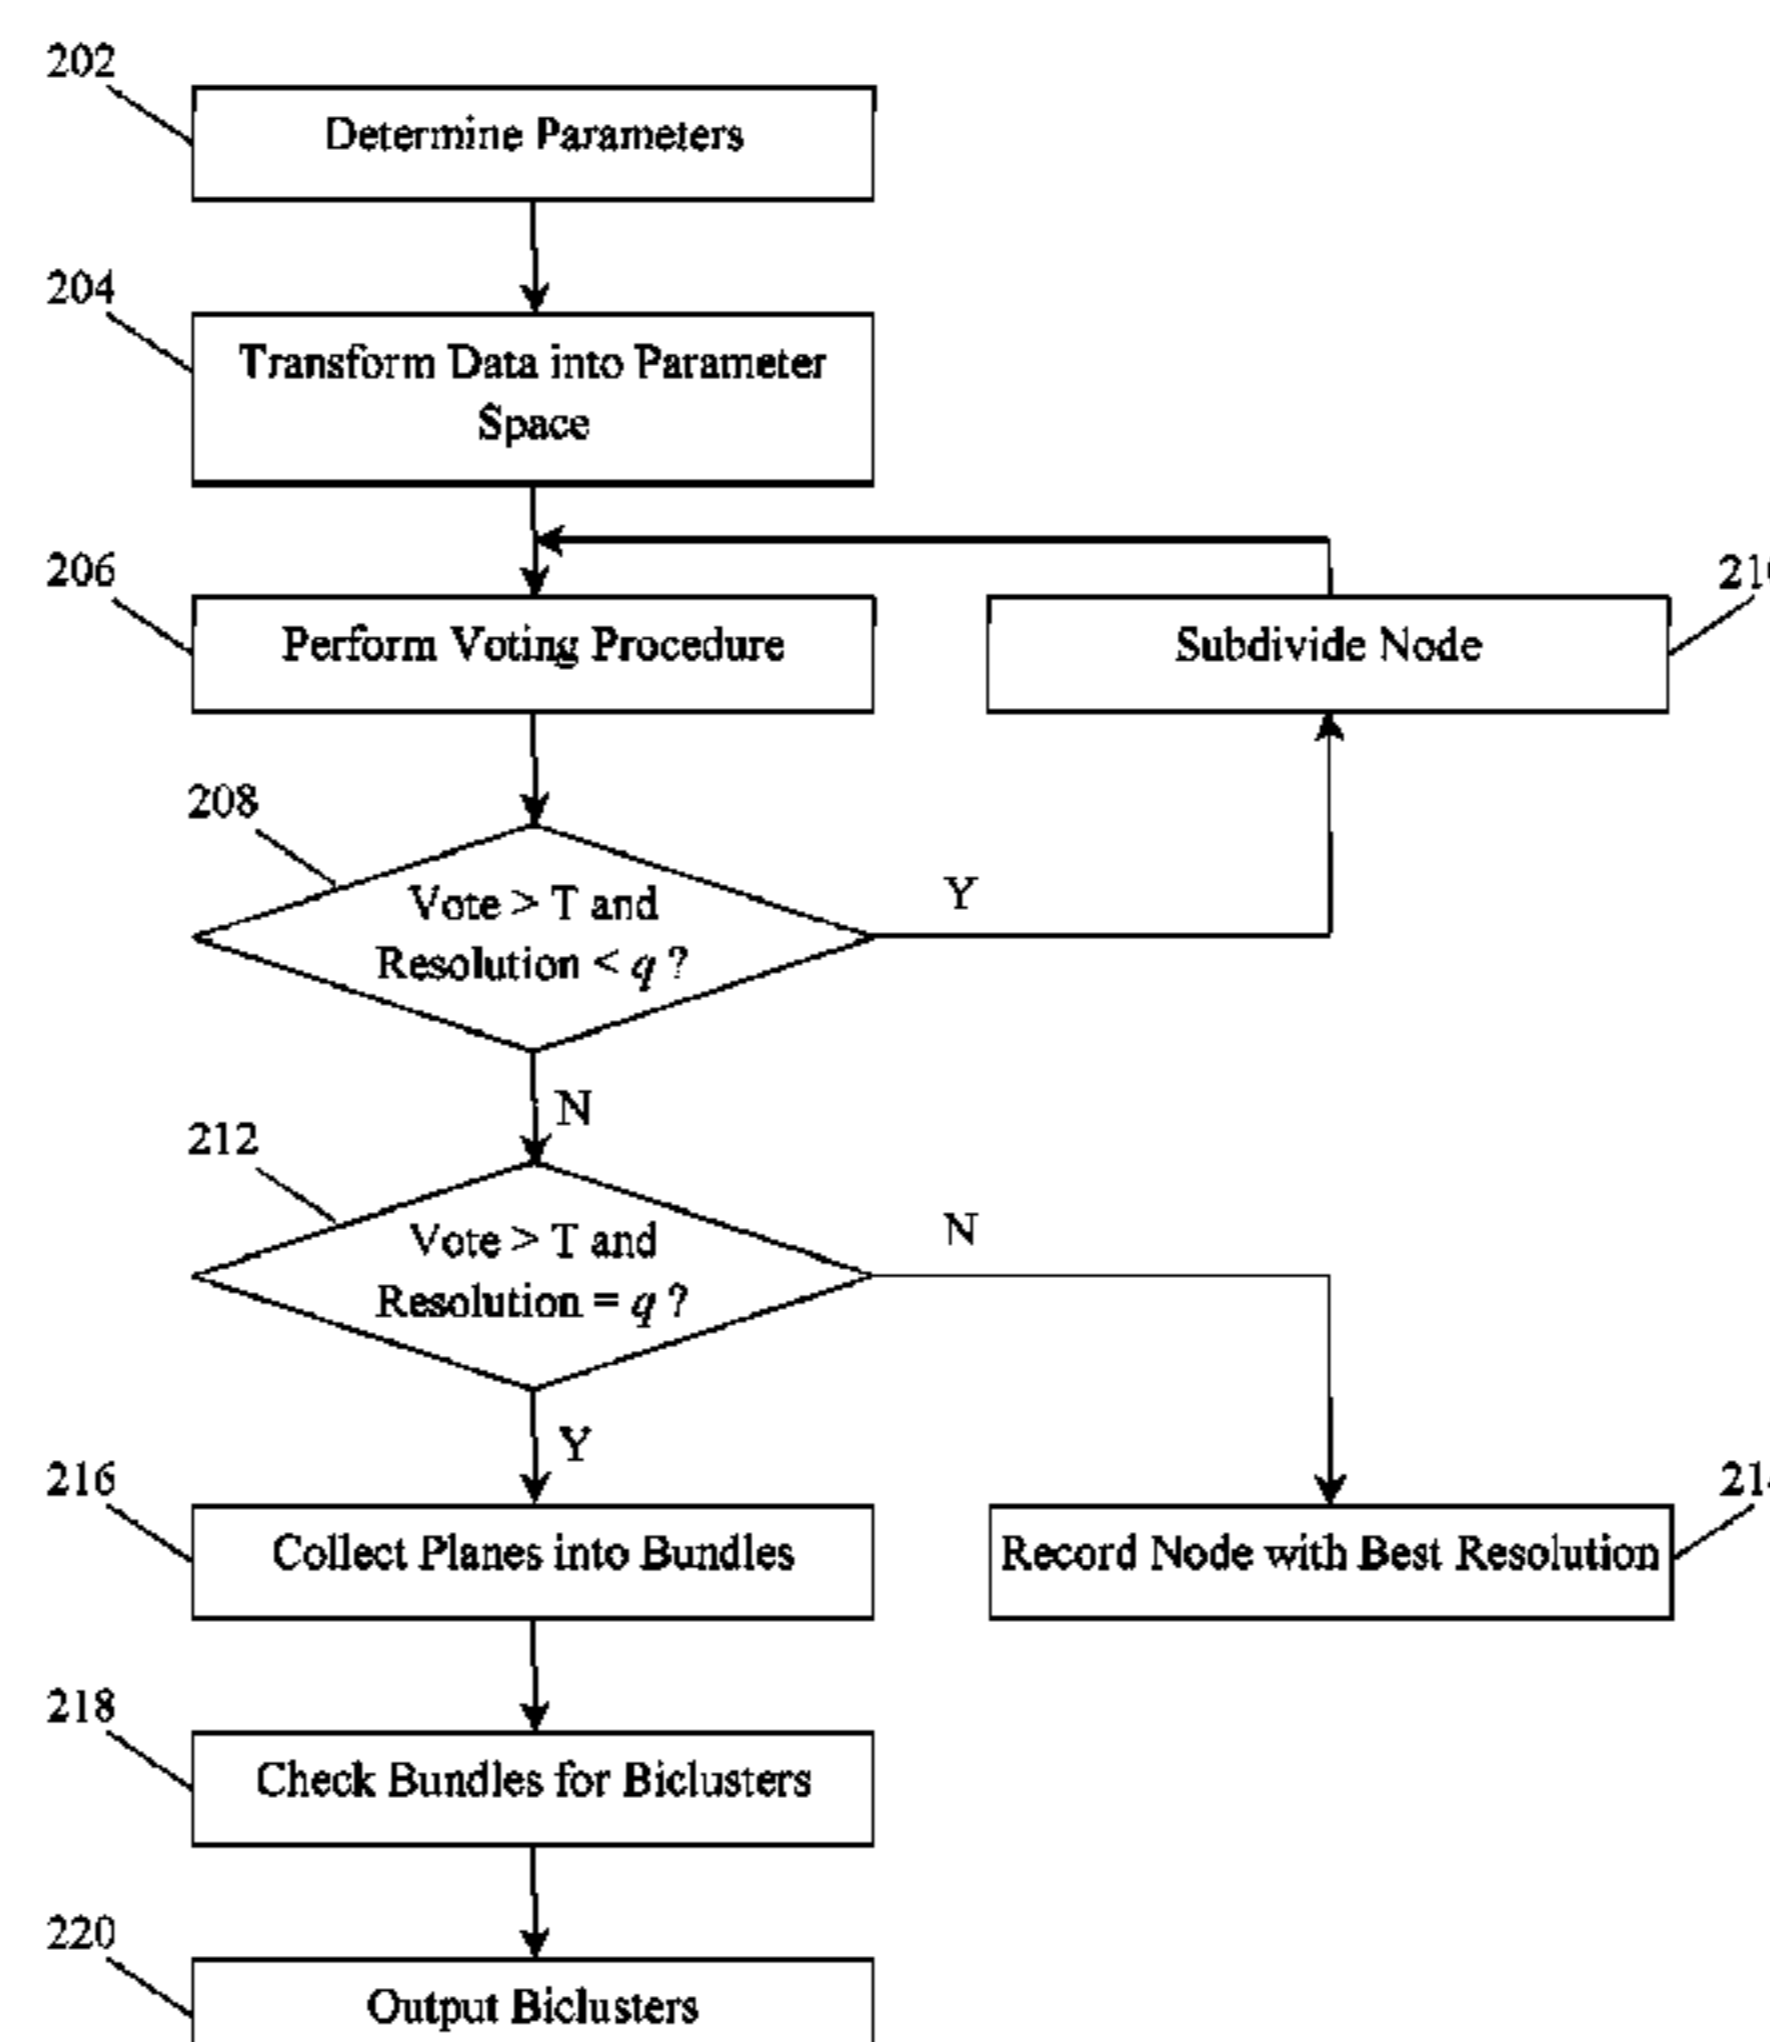 202
Determine Parameters
204
Transform Data into Parameter
Space
206
Perform Voting Procedure
Subdivide Node
208
Vote > T and
Resolution < q ?
Y
N
212
Vote > T and
Resolution = q ?
N
Y
216
Collect Planes into Bundles
Record Node with Best Resolution
218
Check Bundles for Biclusters
220
Output Biclusters